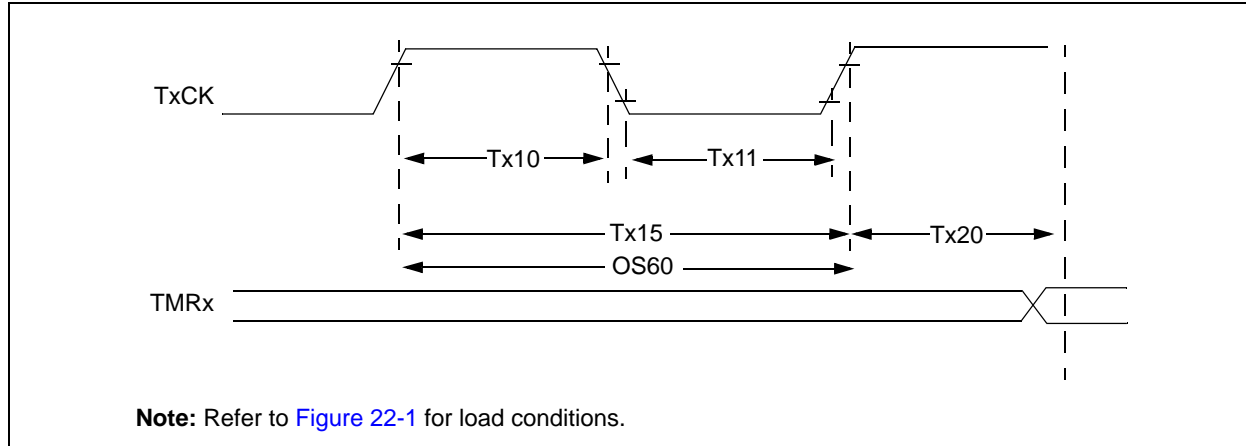 TxCK
Tx10
Tx11
Tx15
Tx20
OS60
TMRx
Note: Refer to Figure 22-1 for load conditions.